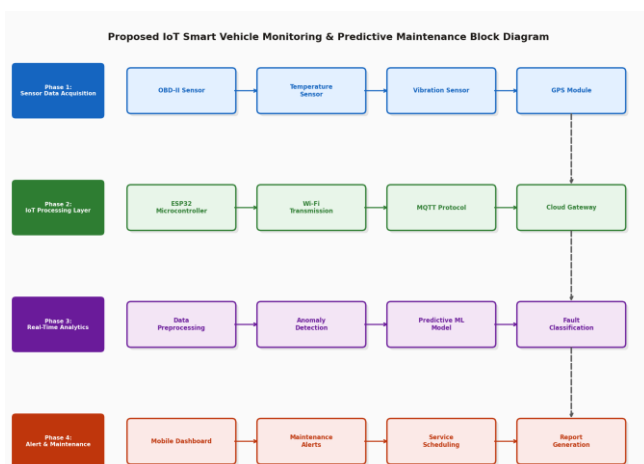 Proposed IoT Smart Vehicle Monitoring & Predictive Maintenance Block Diagram
Phase 1:
Sensor Data Acquisition
OBD-II Sensor
Temperature
Sensor
Vibration Sensor
GPS Module
Phase 2:
IoT Processing Layer
ESP32
Microcontroller
Wi-Fi
Transmission
MQTT Protocol
Cloud Gateway
Phase 3:
Real-Time Analytics
Data
Preprocessing
Anomaly
Detection
Predictive ML
Model
Fault
Classification
Phase 4:
Alert & Maintenance
Mobile Dashboard
Maintenance
Alerts
Service
Scheduling
Report
Generation